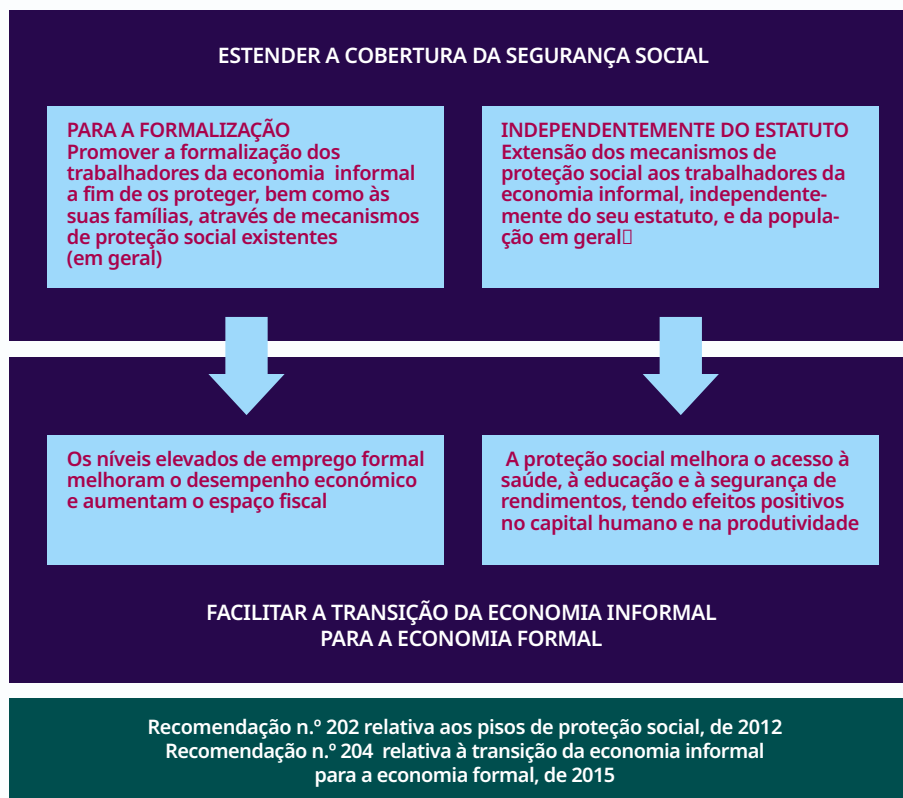 ESTENDER A COBERTURA DA SEGURANÇA SOCIAL
PARA A FORMALIZAÇÃO
Promover a formalização dos
trabalhadores da economia informal
a fim de os proteger, bem como às
suas famílias, através de mecanismos
de proteção social existentes
(em geral)
INDEPENDENTEMENTE DO ESTATUTO
Extensão dos mecanismos de
proteção social aos trabalhadores da
economia informal, independente-
mente do seu estatuto, e da popula-
ção em geral
Os níveis elevados de emprego formal
melhoram o desempenho económico
e aumentam o espaço fiscal
A proteção social melhora o acesso à
saúde, à educação e à segurança de
rendimentos, tendo efeitos positivos
no capital humano e na produtividade
FACILITAR A TRANSIÇÃO DA ECONOMIA INFORMAL
PARA A ECONOMIA FORMAL
Recomendação n.º 202 relativa aos pisos de proteção social, de 2012
Recomendação n.º 204 relativa à transição da economia informal
para a economia formal, de 2015